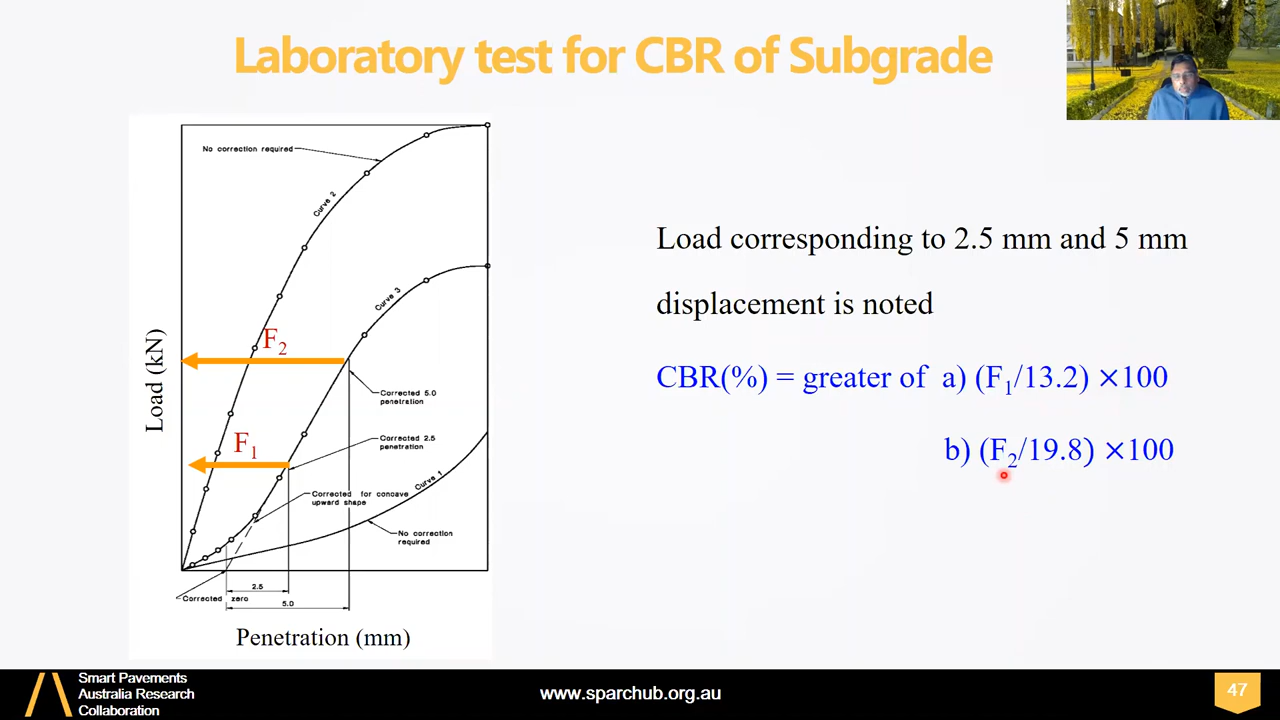 Laboratory test for CBR of Subgrade
No correction required
Curve 2
Curve 3
F2
Load (kN)
Corrected 5.0
penetration
F1
Corrected 2.5
penetration
Curve 1
Corrected for concave
upward shape
No correction
required
2.5
Corrected zero
5.0
Penetration (mm)
Load corresponding to 2.5 mm and 5 mm
displacement is noted
CBR(%) = greater of a) (F₁/13.2) ×100
b) (F₂/19.8) ×100
Smart Pavements
Australia Research
Collaboration
www.sparchub.org.au
47